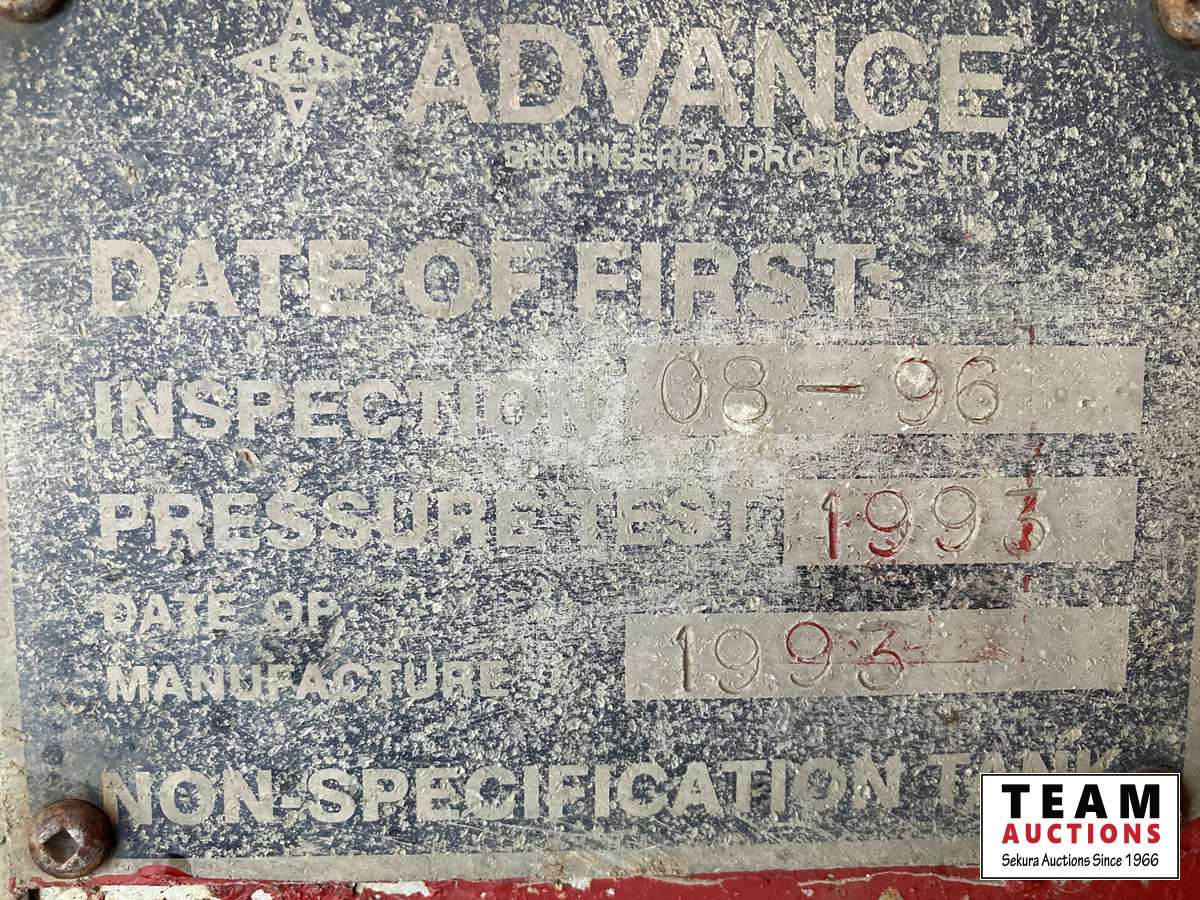 ADVANCE
ENGINEERED PRODUCTS LTD
DATE OF FIRST:
INSPECTION 08-96
PRESSURE TEST 1993
DATE OF
MANUFACTURE 1993
NON-SPECIFICATION TANK
TEAM
AUCTIONS
Sekura Auctions Since 1966